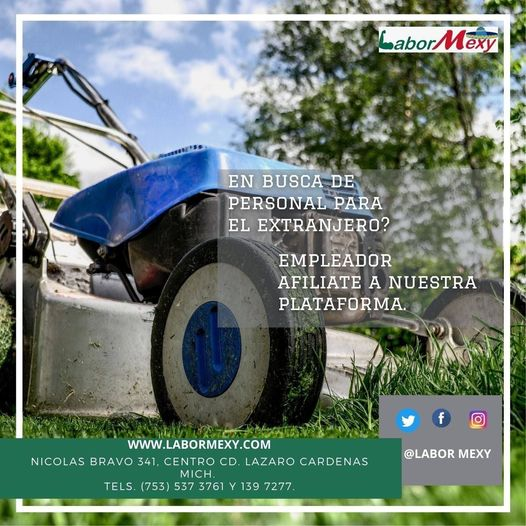 LaborMexy
EN BUSCA DE
PERSONAL PARA
EL EXTRANJERO?
EMPLEADOR
AFILIATE A NUESTRA
PLATAFORMA.
@LABOR MEXY
WWW.LABORMEXY.COM
NICOLAS BRAVO 341, CENTRO CD. LAZARO CARDENAS
MICH.
TELS. (753) 537 3761 Y 139 7277.